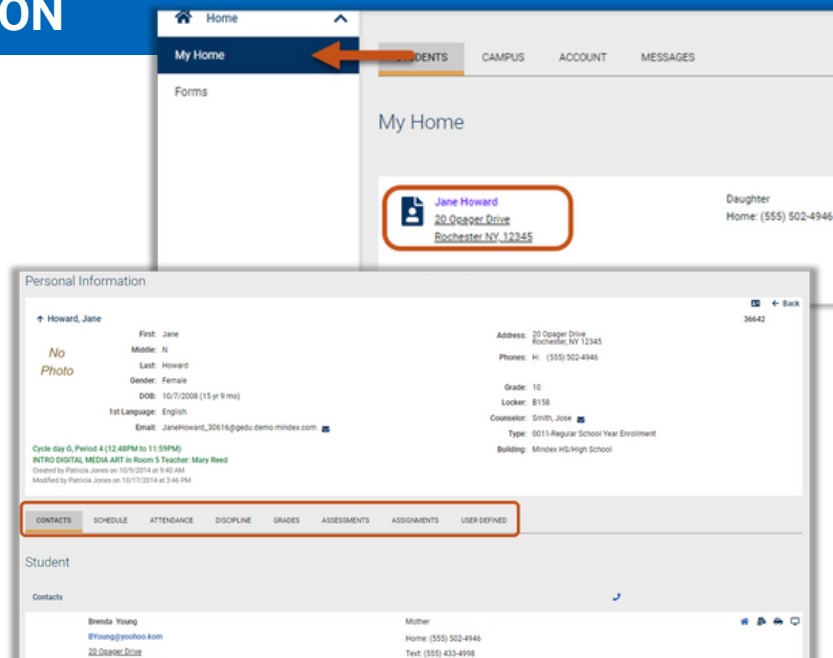 ON
Home
My Home
Forms
STUDENTS CAMPUS ACCOUNT MESSAGES
My Home
Jane Howard
20 Opager Drive
Rochester NY, 12345
Daughter
Home: (555) 502-4946
Personal Information
Back
Howard, Jane
36642
No
Photo
First: Jane
Middle: N
Last: Howard
Gender: Female
DOB: 10/7/2008 (15 yr 9 mo)
1st Language: English
Email: JaneHoward_30616@gedu.demo.mindex.com
Address: 20 Opager Drive
Rochester, NY 12345
Phones: H: (555) 502-4946
Grade: 10
Locker: B158
Counselor: Smith, Jose
Type: 0011-Regular School Year Enrollment
Building: Mindex HS/High School
Cycle day G, Period 4 (12:48PM to 11:59PM)
INTRO DIGITAL MEDIA ART in Room 5 Teacher: Mary Reed
Created by Patricia Jones on 10/9/2014 at 9:40 AM
Modified by Patricia Jones on 10/17/2014 at 3:46 PM
CONTACTS SCHEDULE ATTENDANCE DISCIPLINE GRADES ASSESSMENTS ASSIGNMENTS USER DEFINED
Student
Contacts
Brenda Young
BYoung@yoohoo.kom
20 Opager Drive
Mother
Home: (555) 502-4946
Text: (555) 433-4998